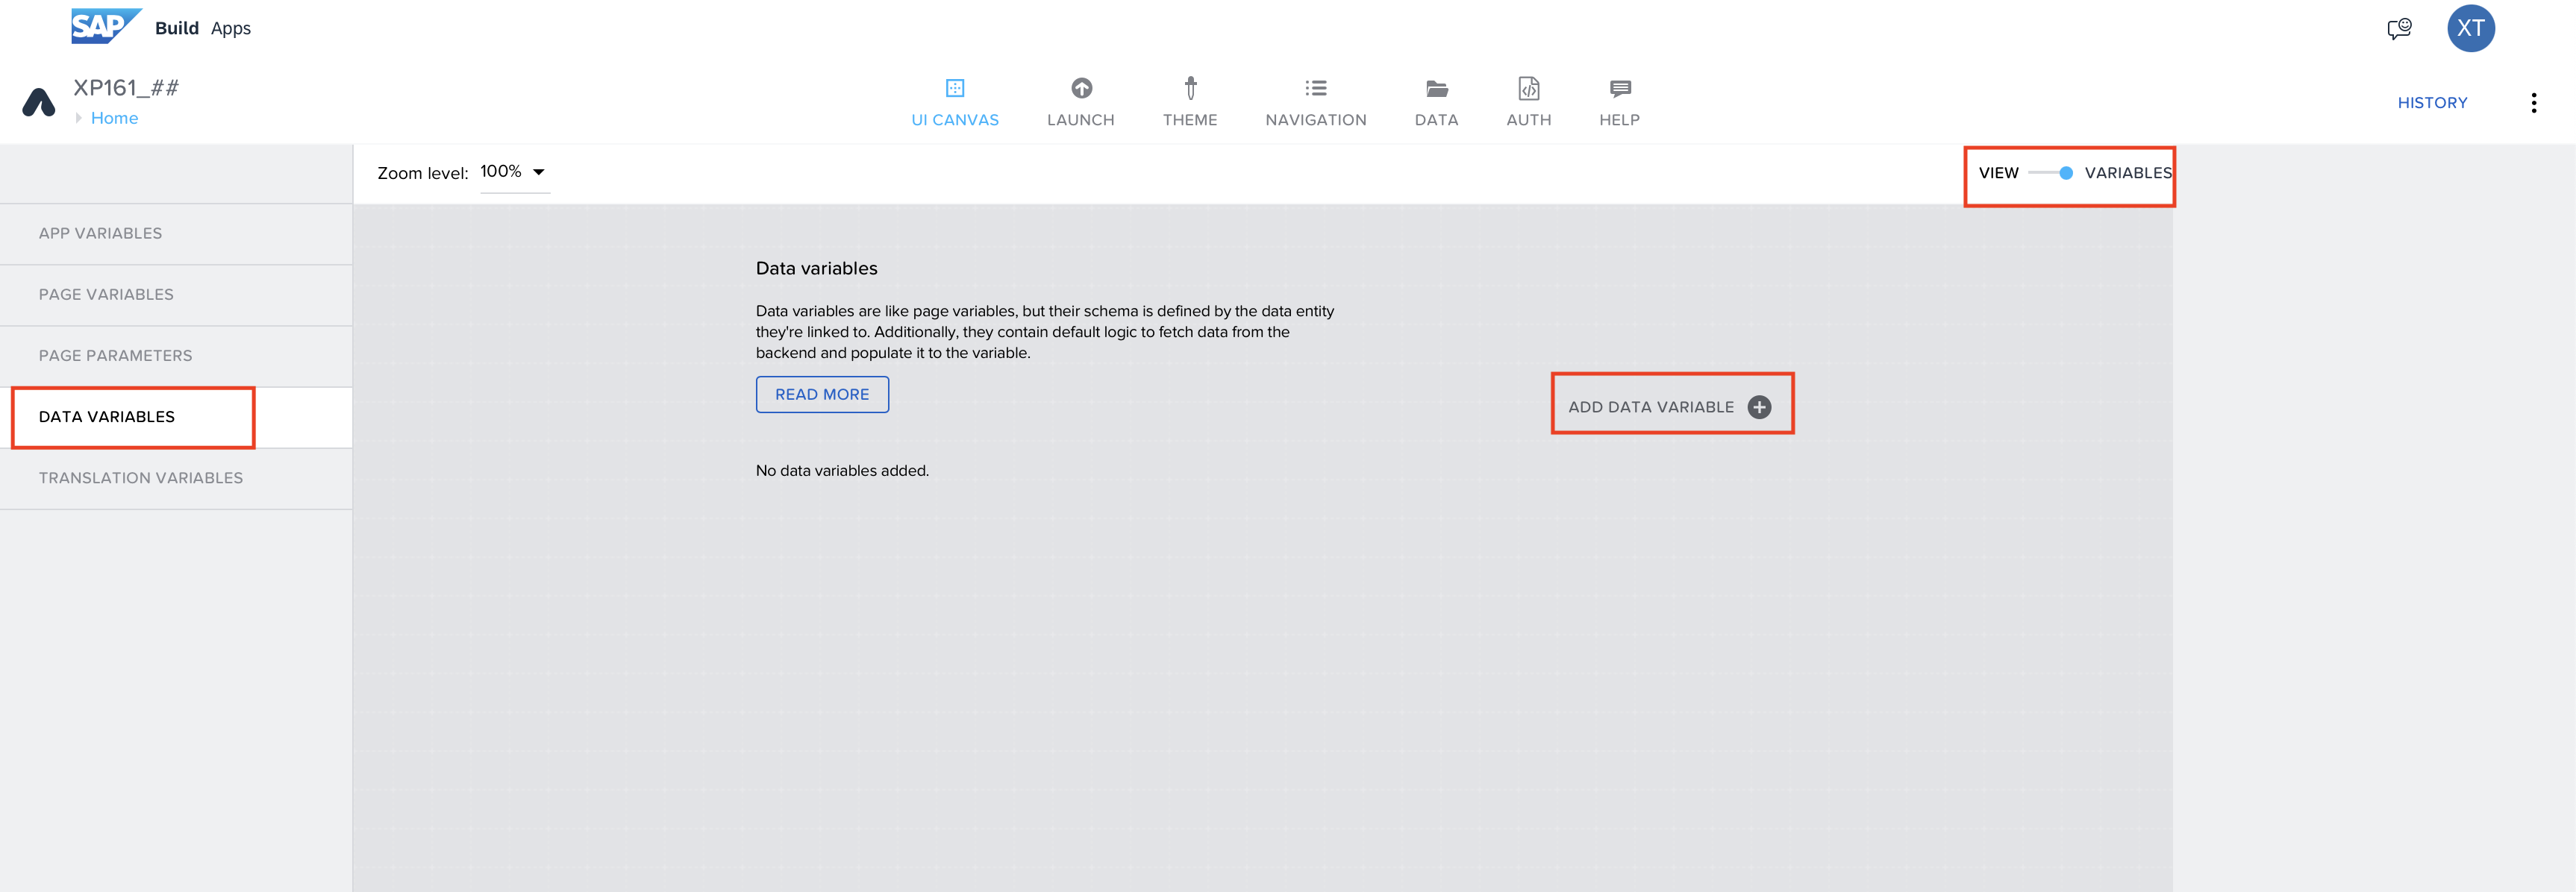 SAP Build Apps
XT
XP161_##
Home
UI CANVAS
LAUNCH
THEME
NAVIGATION
DATA
AUTH
HELP
HISTORY
Zoom level: 100%
VIEW VARIABLES
APP VARIABLES
PAGE VARIABLES
PAGE PARAMETERS
DATA VARIABLES
TRANSLATION VARIABLES
Data variables
Data variables are like page variables, but their schema is defined by the data entity
they're linked to. Additionally, they contain default logic to fetch data from the
backend and populate it to the variable.
READ MORE
ADD DATA VARIABLE
No data variables added.